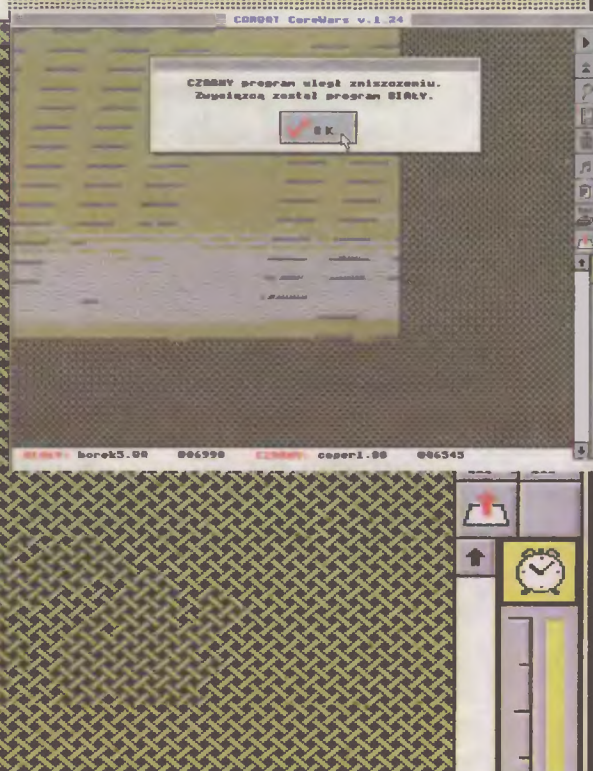 COMBAT CoreWars v.1.24
CZARNY program uległ zniszczeniu.
Zwycięzcą został program BIAŁY.
OK
BIAŁY: borek5.00 006990 CZARNY: coper1.00 006545